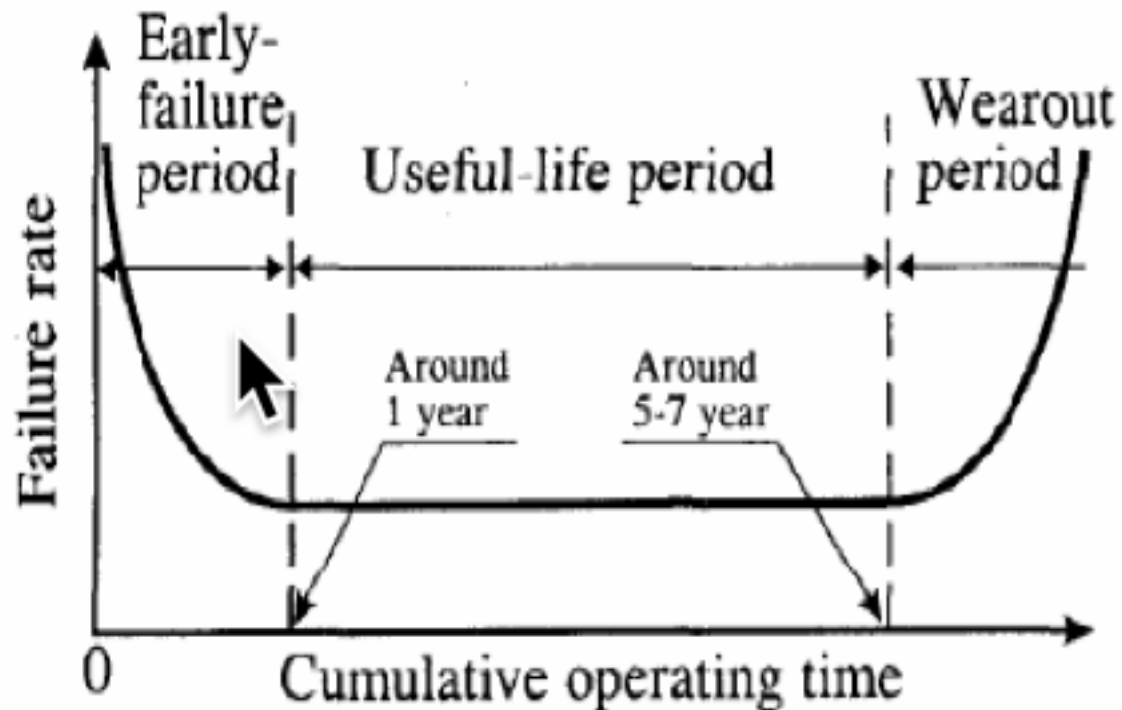 Early-
failure
period
Useful-life period
Wearout
period
Failure rate
Around
1 year
Around
5-7 year
0
Cumulative operating time